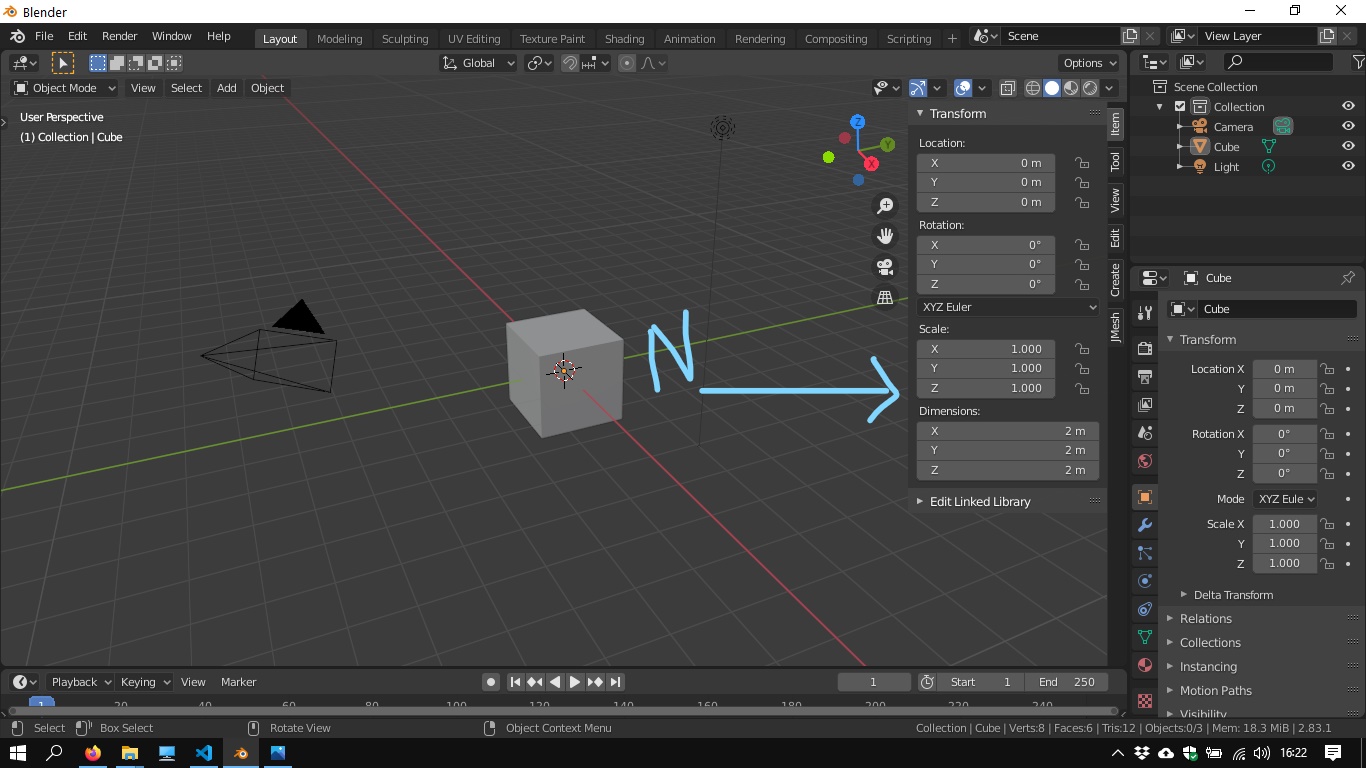 Blender
File Edit Render Window Help Layout Modeling Sculpting UV Editing Texture Paint Shading Animation Rendering Compositing Scripting + Scene View Layer
Global Options
Object Mode View Select Add Object
User Perspective
(1) Collection | Cube
Z
Y
X
N
Transform
Location:
X 0 m
Y 0 m
Z 0 m
Rotation:
X 0°
Y 0°
Z 0°
XYZ Euler
Scale:
X 1.000
Y 1.000
Z 1.000
Dimensions:
X 2 m
Y 2 m
Z 2 m
Edit Linked Library
Item
Tool
View
Edit
Create
JMesh
Scene Collection
Collection
Camera
Cube
Light
Cube
Cube
Transform
Location X 0 m
Y 0 m
Z 0 m
Rotation X 0°
Y 0°
Z 0°
Mode XYZ Eule
Scale X 1.000
Y 1.000
Z 1.000
Delta Transform
Relations
Collections
Instancing
Motion Paths
Visibility
Playback Keying View Marker 1 Start 1 End 250
1 20 40 60 80 100 120 140 160 180 200 220 240
Select Box Select Rotate View Object Context Menu Collection | Cube | Verts:8 | Faces:6 | Tris:12 | Objects:0/3 | Mem: 18.3 MiB | 2.83.1
16:22